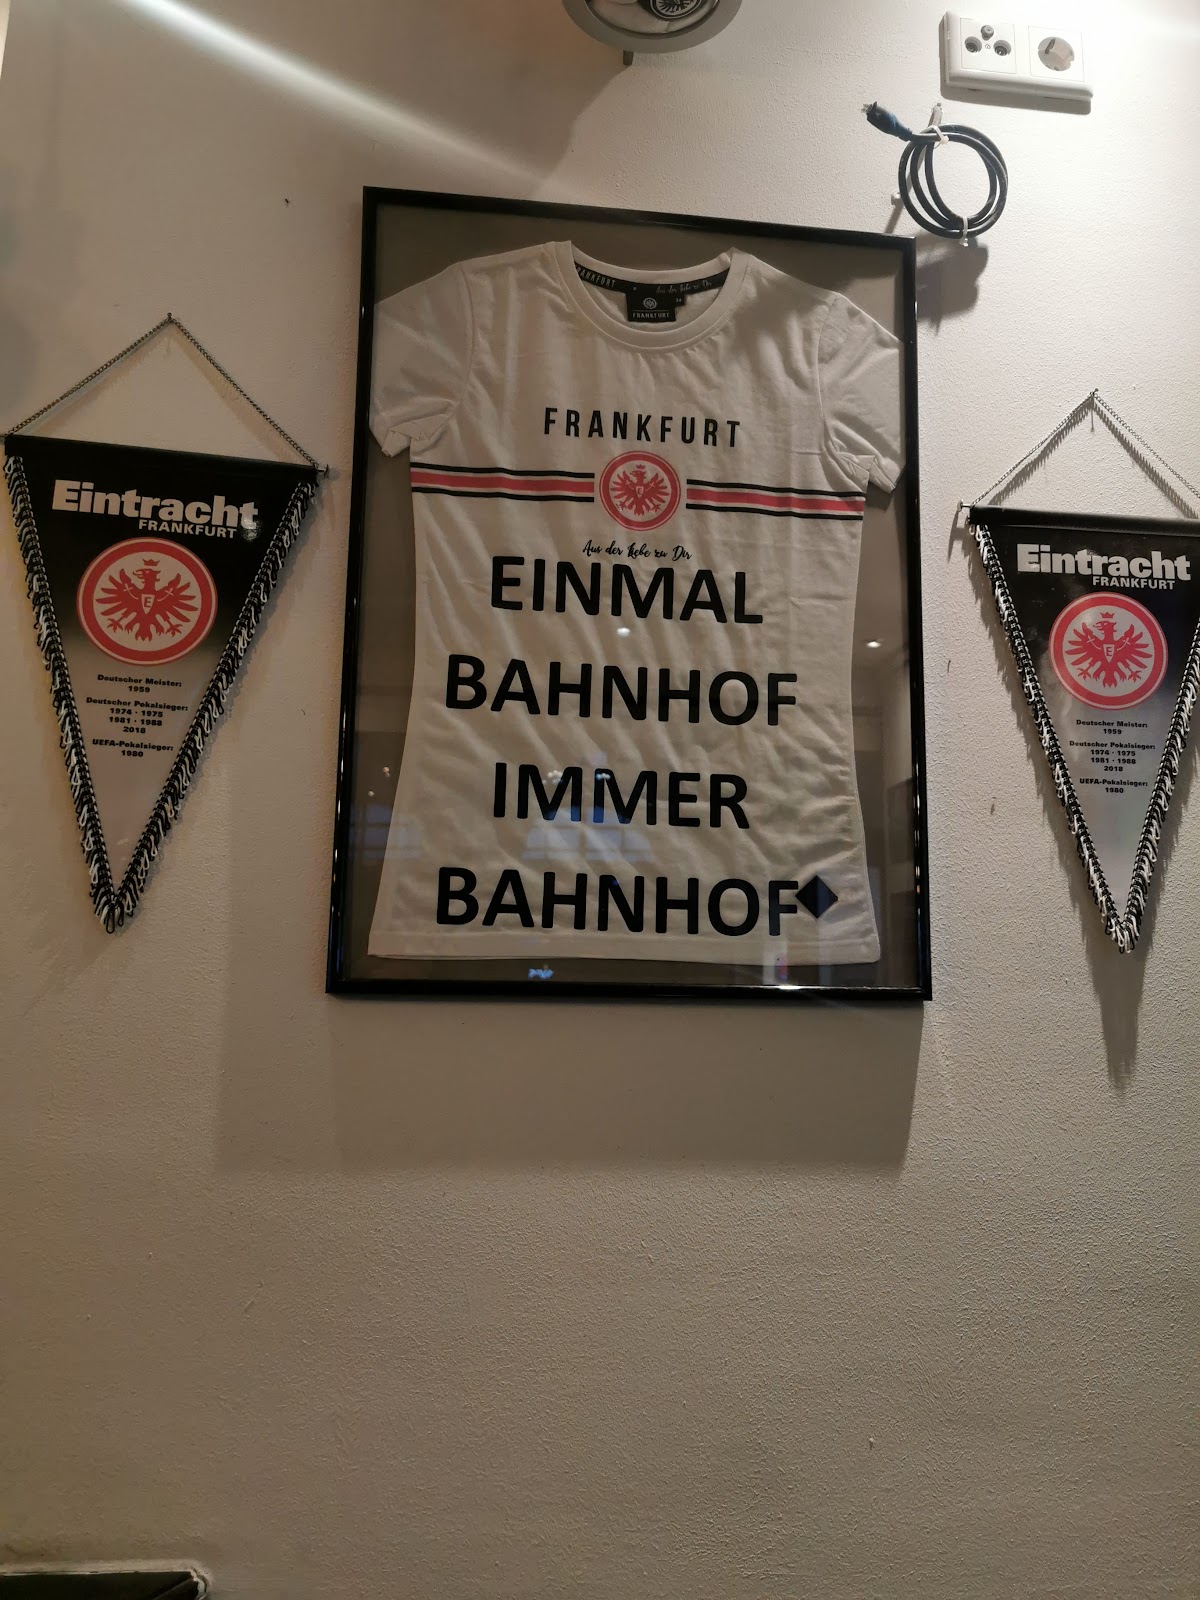 Eintracht
FRANKFURT
E
Deutscher Meister:
1959
Deutscher Pokalsieger:
1974 · 1975
1981 · 1988
2018
UEFA-Pokalsieger:
1980
FRANKFURT
FRANKFURT
FRANKFURT
Aus der Liebe zu Dir
EINMAL
BAHNHOF
IMMER
BAHNHOF
Eintracht
FRANKFURT
E
Deutscher Meister:
1959
Deutscher Pokalsieger:
1974 · 1975
1981 · 1988
2018
UEFA-Pokalsieger:
1980